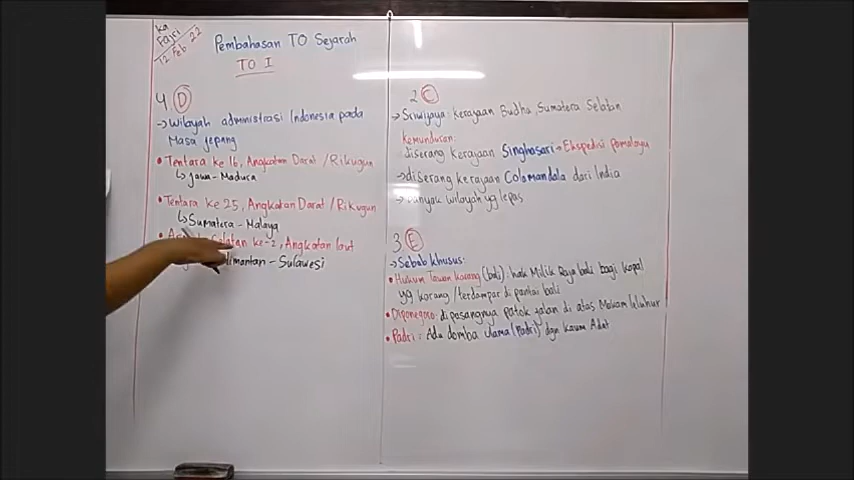 ka
Fajri
12 Feb 22
Pembahasan TO Sejarah
TO I
4 D
→ Wilayah administrasi Indonesia pada
Masa jepang
• Tentara ke 16, Angkatan Darat / Rikugun
↳ Jawa - Madura
• Tentara ke 25, Angkatan Darat / Rikugun
↳ Sumatera - Malaya
• Selatan ke-2, Angkatan laut
limantan - Sulawesi
2 C
→ Sriwijaya : kerajaan Budha, Sumatera Selatan
Kemunduran:
diserang kerajaan Singhasari → Ekspedisi pamalayu
→ diserang kerajaan Colamandala dari India
→ banyak wilayah yg lepas
3 E
→ Sebab khusus:
• Hukum Tawan karang (bali) : hak Milik Raja bali bagi kapal
yg karang / terdampar di pantai bali
• Diponegoro : dipasangnya patok jalan di atas Makam leluhur
• Padri : Adu domba ulama (padri) dgn kaum Adat